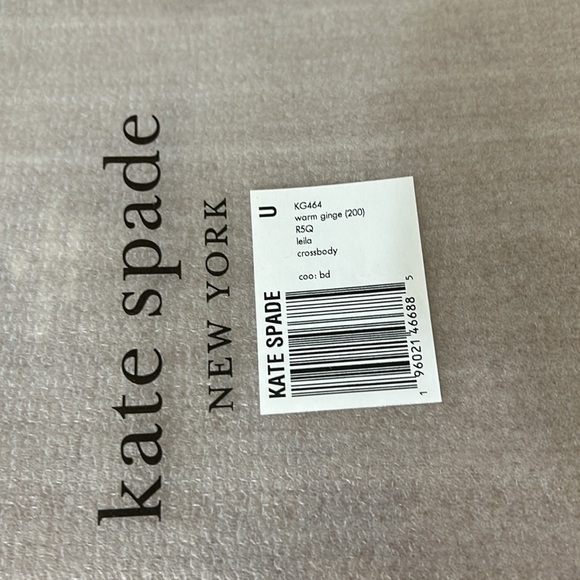 kate spade
NEW YORK
U
KG464
warm ginge (200)
R5Q
leila
crossbody
coo: bd
KATE SPADE
1 96021 46688 5